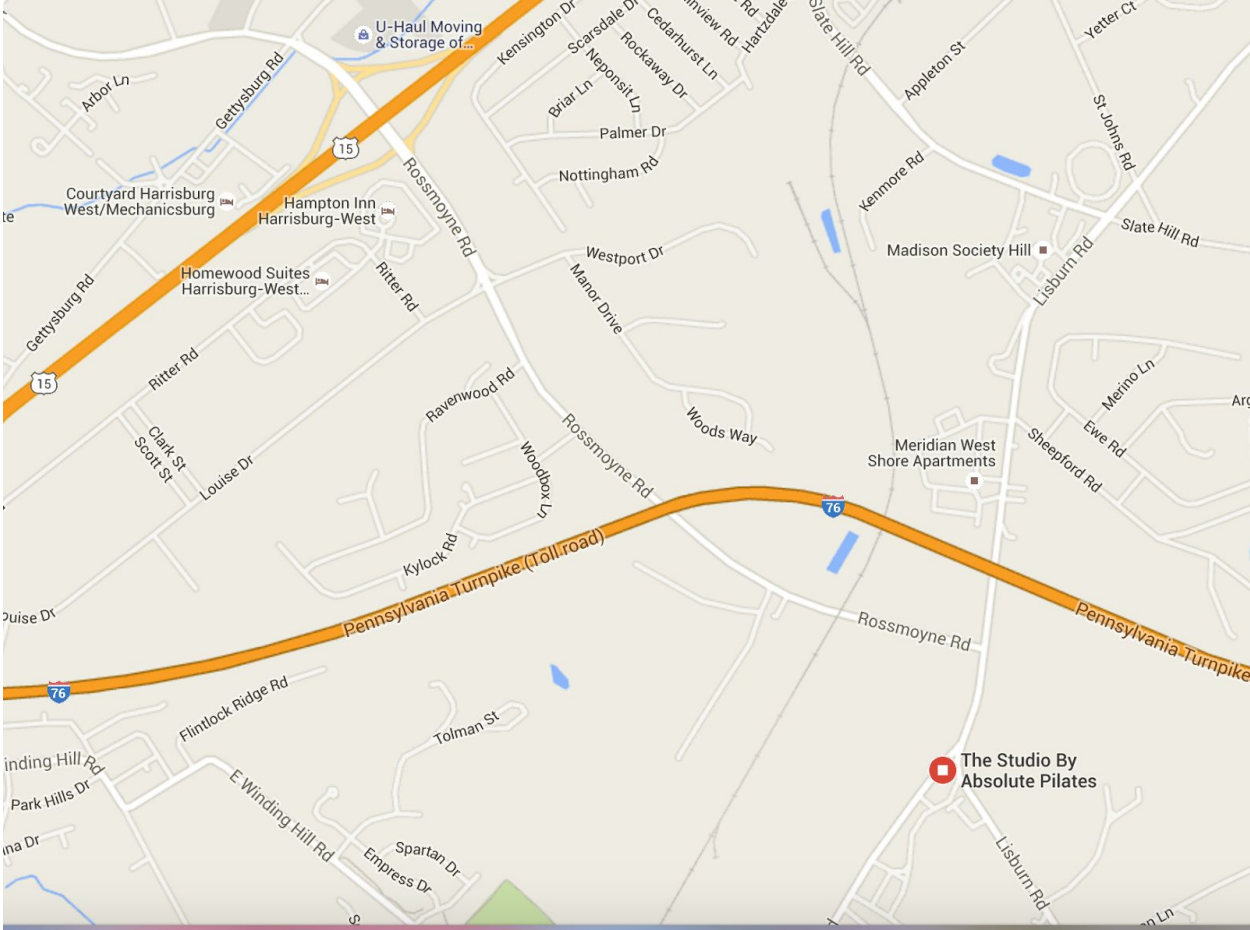 U-Haul Moving
& Storage of...
Kensington Dr
Scarsdale Dr
Cedarhurst Ln
Rockaway Dr
Neponsit Ln
Briar Ln
Hartzdale
Rd
Slate Hill Rd
Appleton St
Yetter Ct
St Johns Rd
Arbor Ln
Gettysburg Rd
15
Palmer Dr
Nottingham Rd
Kenmore Rd
Courtyard Harrisburg
West/Mechanicsburg
Hampton Inn
Harrisburg-West
Rossmoyne Rd
Slate Hill Rd
Madison Society Hill
Lisburn Rd
Westport Dr
Homewood Suites
Harrisburg-West...
Ritter Rd
Manor Drive
Gettysburg Rd
Ritter Rd
15
Ravenwood Rd
Merino Ln
Ewe Rd
Sheepford Rd
Woods Way
Rossmoyne Rd
Clark St
Scott St
Louise Dr
Woodbox Ln
Meridian West
Shore Apartments
76
Kylock Rd
Pennsylvania Turnpike (Toll road)
Pennsylvania Turnpike
ouise Dr
Rossmoyne Rd
76
Flintlock Ridge Rd
Tolman St
inding Hill Rd
Park Hills Dr
E Winding Hill Rd
The Studio By
Absolute Pilates
Spartan Dr
Empress Dr
Lisburn Rd